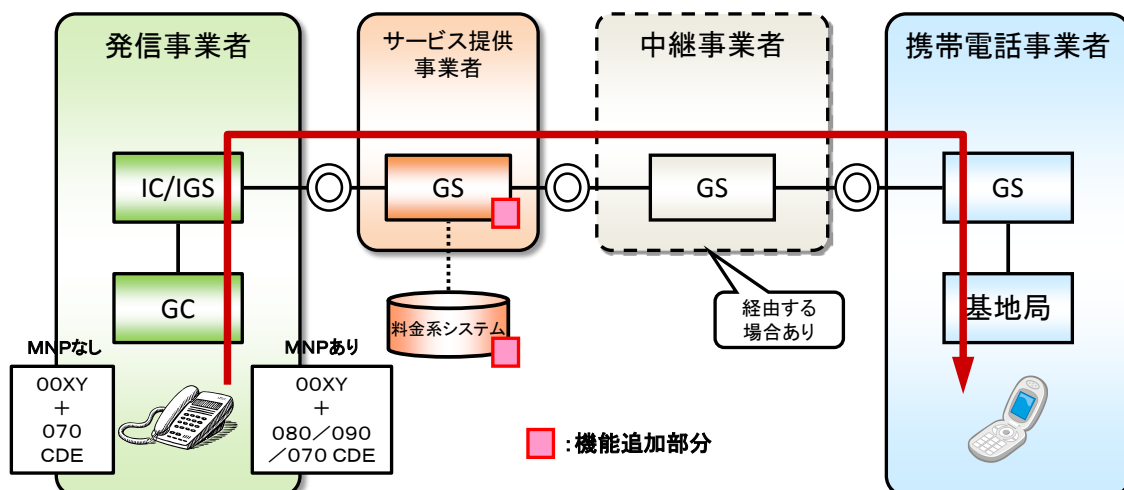 発信事業者
サービス提供
事業者
中継事業者
携帯電話事業者
IC/IGS
GS
GS
GS
GC
料金系システム
経由する
場合あり
基地局
MNPなし
00XY
+
070
CDE
MNPあり
00XY
+
080/090
/070 CDE
:機能追加部分